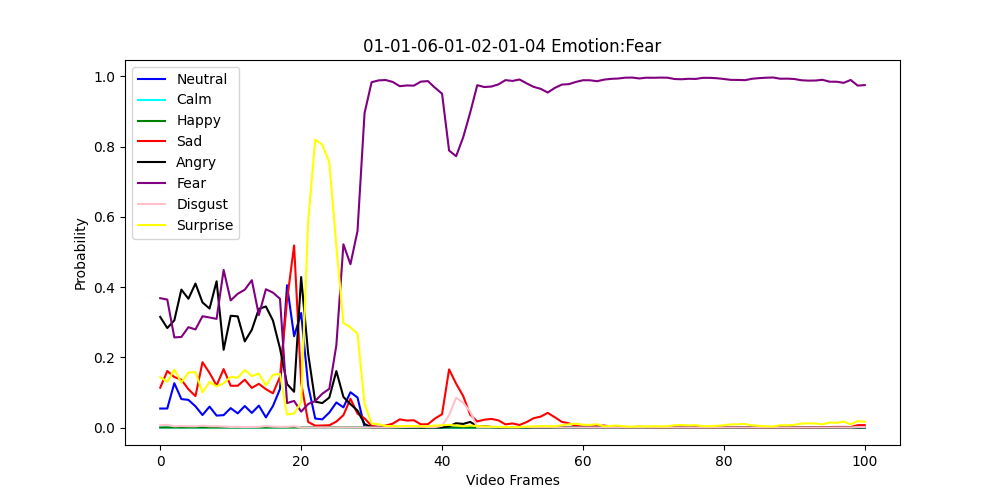 01-01-06-01-02-01-04 Emotion:Fear
Neutral
Calm
Happy
Sad
Angry
Fear
Disgust
Surprise
Probability
1.0
0.8
0.6
0.4
0.2
0.0
0 20 40 60 80 100
Video Frames